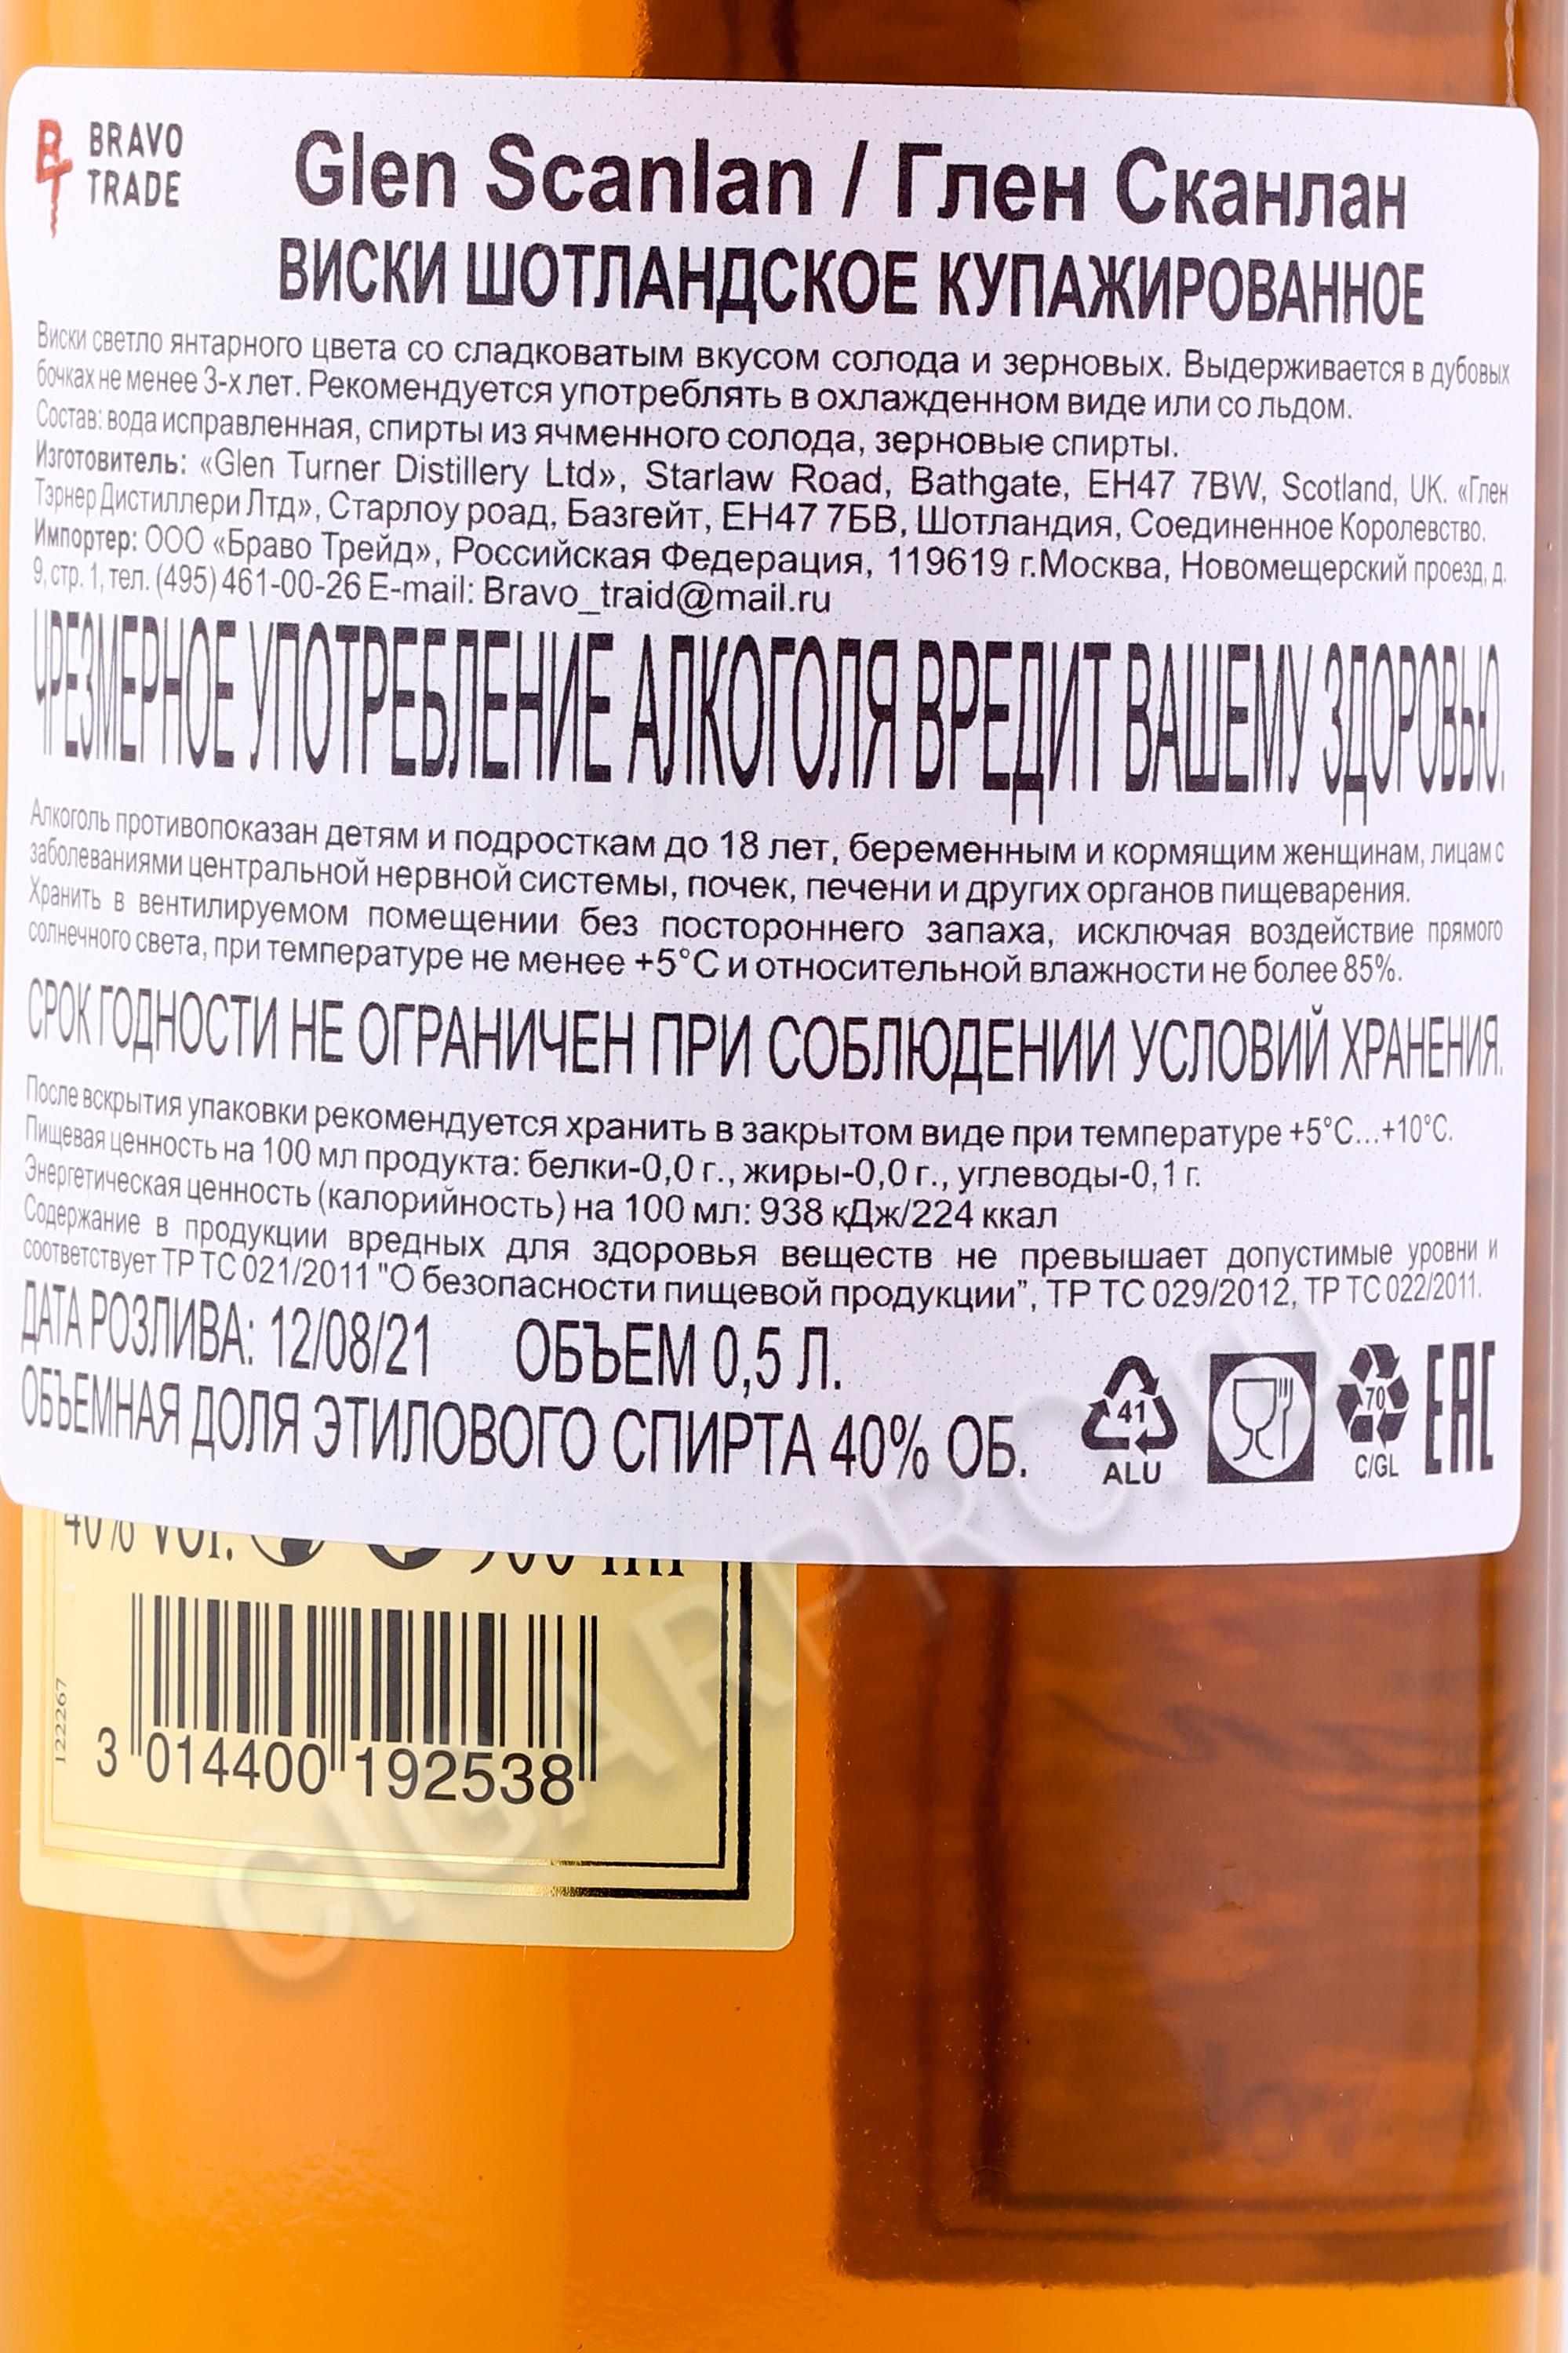 BRAVO
TRADE
Glen Scanlan / Глен Сканлан
ВИСКИ ШОТЛАНДСКОЕ КУПАЖИРОВАННОЕ
Виски светло янтарного цвета со сладковатым вкусом солода и зерновых. Выдерживается в дубовых
бочках не менее 3-х лет. Рекомендуется употреблять в охлажденном виде или со льдом.
Состав: вода исправленная, спирты из ячменного солода, зерновые спирты.
Изготовитель: «Glen Turner Distillery Ltd», Starlaw Road, Bathgate, EH47 7BW, Scotland, UK. «Глен
Тэрнер Дистиллери Лтд», Старлоу роад, Базгейт, ЕН47 7БВ, Шотландия, Соединенное Королевство.
Импортер: ООО «Браво Трейд», Российская Федерация, 119619 г.Москва, Новомещерский проезд, д.
9, стр. 1, тел. (495) 461-00-26 E-mail: Bravo_traid@mail.ru
ЧРЕЗМЕРНОЕ УПОТРЕБЛЕНИЕ АЛКОГОЛЯ ВРЕДИТ ВАШЕМУ ЗДОРОВЬЮ.
Алкоголь противопоказан детям и подросткам до 18 лет, беременным и кормящим женщинам, лицам с
заболеваниями центральной нервной системы, почек, печени и других органов пищеварения.
Хранить в вентилируемом помещении без постороннего запаха, исключая воздействие прямого
солнечного света, при температуре не менее +5°С и относительной влажности не более 85%.
СРОК ГОДНОСТИ НЕ ОГРАНИЧЕН ПРИ СОБЛЮДЕНИИ УСЛОВИЙ ХРАНЕНИЯ.
После вскрытия упаковки рекомендуется хранить в закрытом виде при температуре +5°С...+10°С.
Пищевая ценность на 100 мл продукта: белки-0,0 г., жиры-0,0 г., углеводы-0,1 г.
Энергетическая ценность (калорийность) на 100 мл: 938 кДж/224 ккал
Содержание в продукции вредных для здоровья веществ не превышает допустимые уровни и
соответствует ТР ТС 021/2011 "О безопасности пищевой продукции", ТР ТС 029/2012, ТР ТС 022/2011.
ДАТА РОЗЛИВА: 12/08/21 ОБЪЕМ 0,5 Л.
ОБЪЕМНАЯ ДОЛЯ ЭТИЛОВОГО СПИРТА 40% ОБ.
41
ALU
70
C/GL
EAC
40% vol. 500 ml
122267
3 014400 192538
CIGARPRO.RU